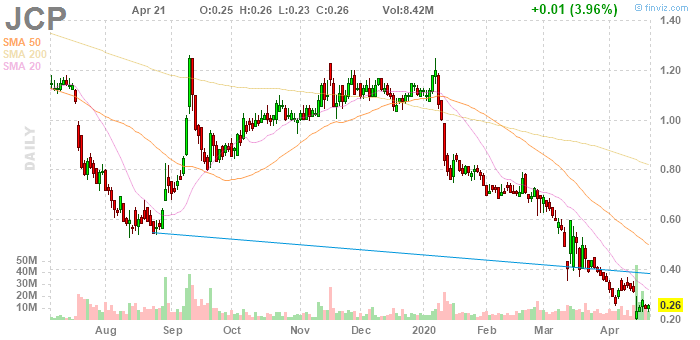 JCP
Apr 21 O:0.25 H:0.26 L:0.23 C:0.26 Vol:8.42M +0.01 (3.96%)
© finviz.com
SMA 50
SMA 200
SMA 20
DAILY
1.40
1.20
1.00
0.80
0.60
0.40
0.26
0.20
50M
40M
30M
20M
10M
Aug Sep Oct Nov Dec 2020 Feb Mar Apr